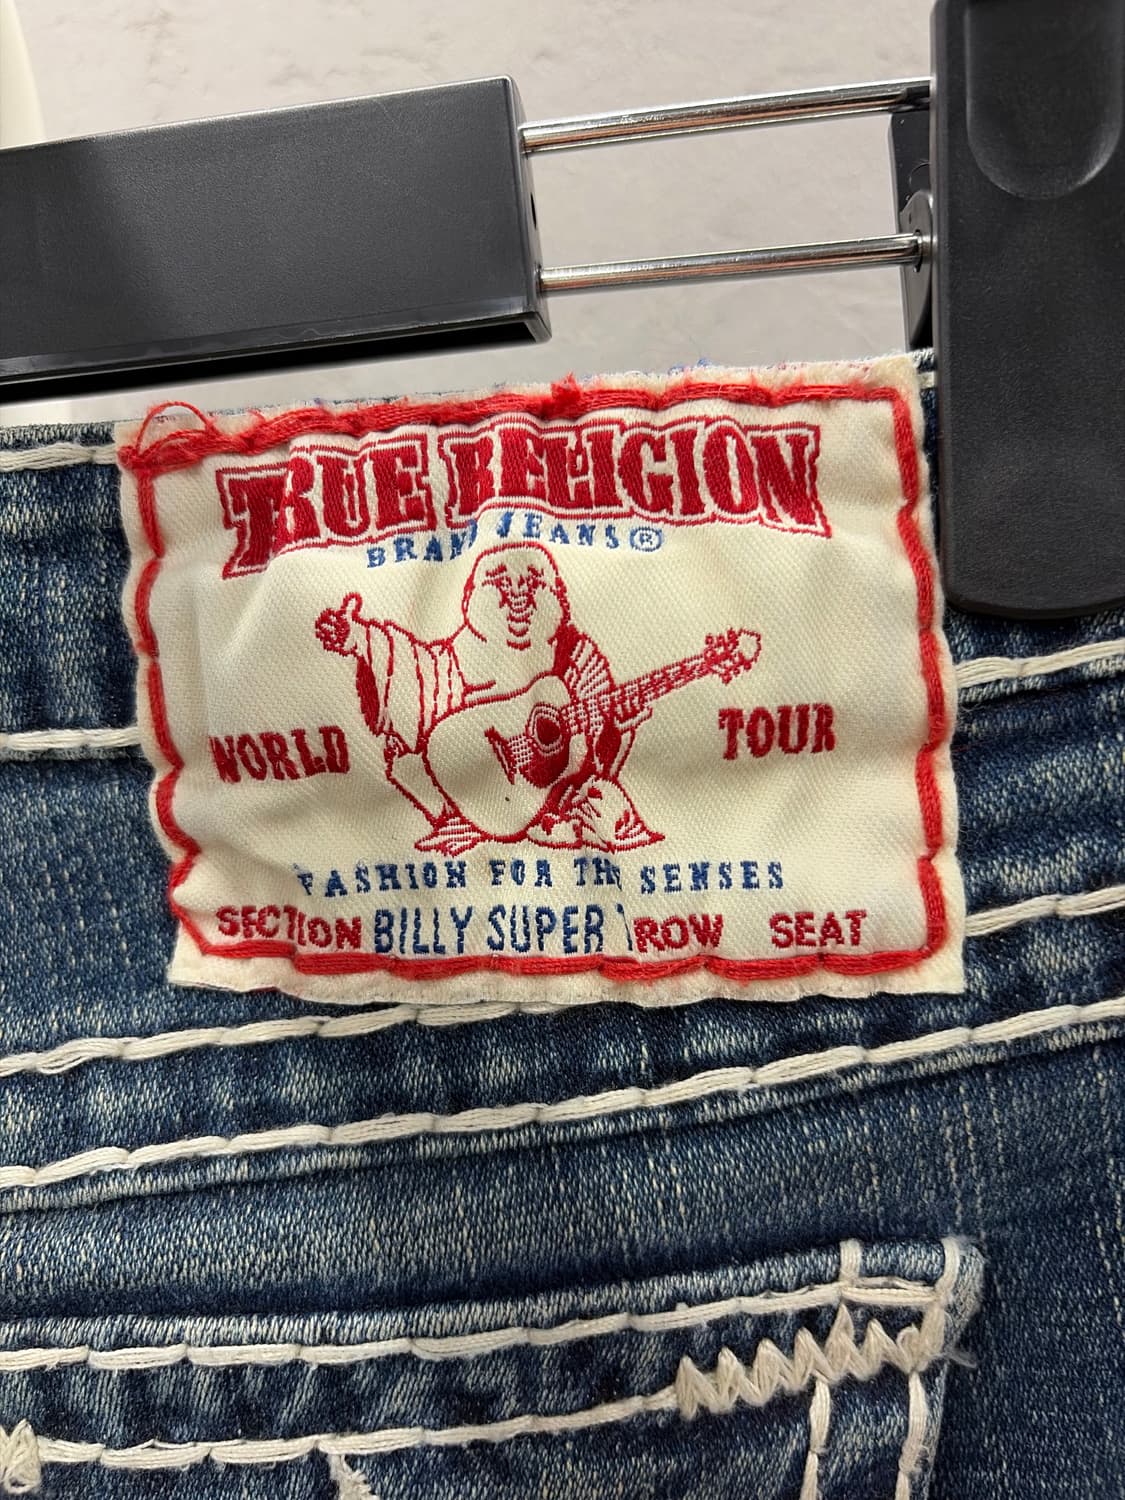 TRUE RELIGION
BRAND JEANS®
WORLD TOUR
FASHION FOR THE SENSES
SECTION BILLY SUPER ROW SEAT